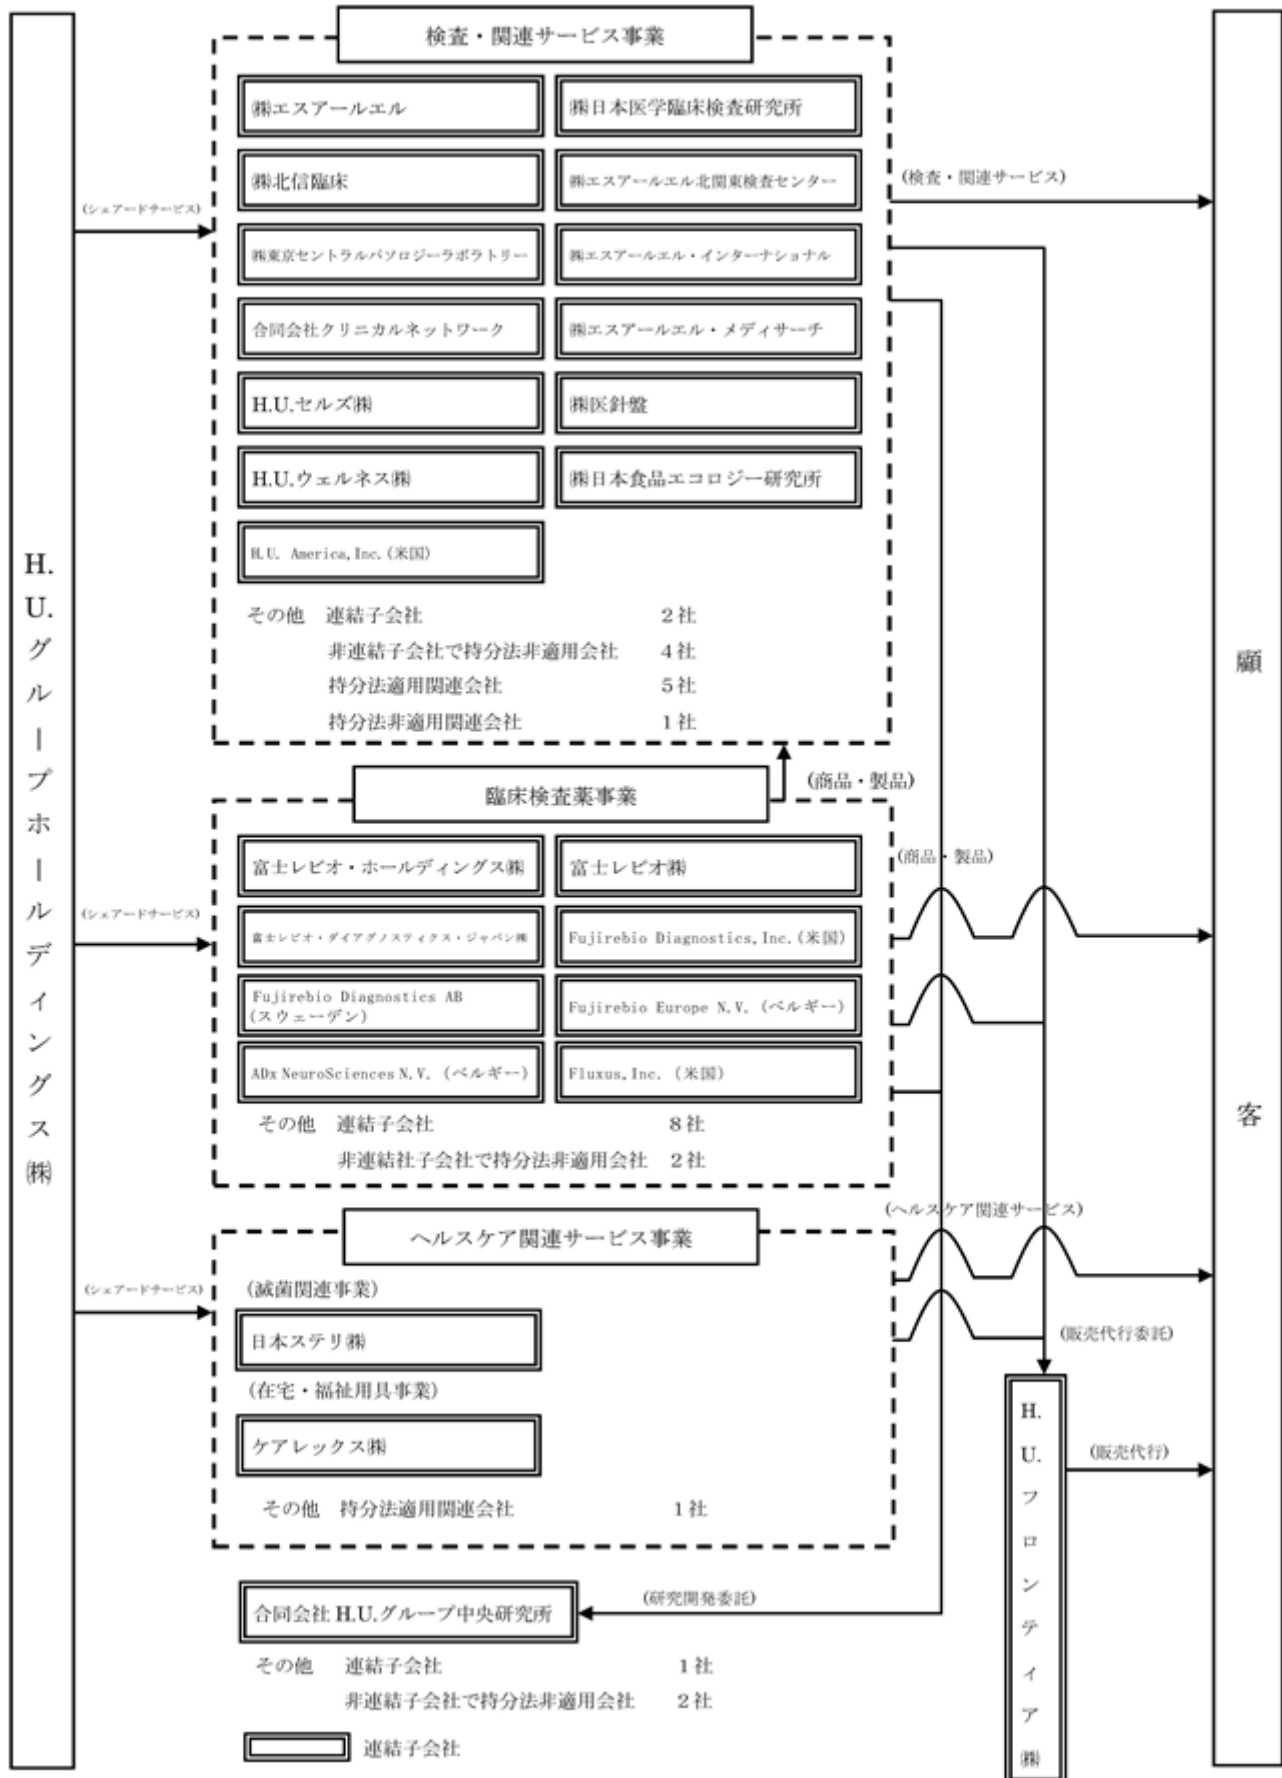 H.U.グループホールディングス㈱
検査・関連サービス事業
㈱エスアールエル
㈱日本医学臨床検査研究所
㈱北信臨床
㈱エスアールエル北関東検査センター
㈱東京セントラルパソロジーラボラトリー
㈱エスアールエル・インターナショナル
合同会社クリニカルネットワーク
㈱エスアールエル・メディサーチ
H.U.セルズ㈱
㈱医針盤
H.U.ウェルネス㈱
㈱日本食品エコロジー研究所
H.U. America,Inc.(米国)
その他 連結子会社 2社
非連結子会社で持分法非適用会社 4社
持分法適用関連会社 5社
持分法非適用関連会社 1社
(シェアードサービス)
(検査・関連サービス)
(商品・製品)
臨床検査薬事業
富士レビオ・ホールディングス㈱
富士レビオ㈱
富士レビオ・ダイアグノスティクス・ジャパン㈱
Fujirebio Diagnostics,Inc.(米国)
Fujirebio Diagnostics AB
(スウェーデン)
Fujirebio Europe N.V. (ベルギー)
ADx NeuroSciences N.V. (ベルギー)
Fluxus,Inc. (米国)
その他 連結子会社 8社
非連結社子会社で持分法非適用会社 2社
(シェアードサービス)
(商品・製品)
ヘルスケア関連サービス事業
(滅菌関連事業)
日本ステリ㈱
(在宅・福祉用具事業)
ケアレックス㈱
その他 持分法適用関連会社 1社
(シェアードサービス)
(ヘルスケア関連サービス)
(販売代行委託)
H.U.フロンティア㈱
(販売代行)
合同会社 H.U.グループ中央研究所
(研究開発委託)
その他 連結子会社 1社
非連結子会社で持分法非適用会社 2社
連結子会社
顧客